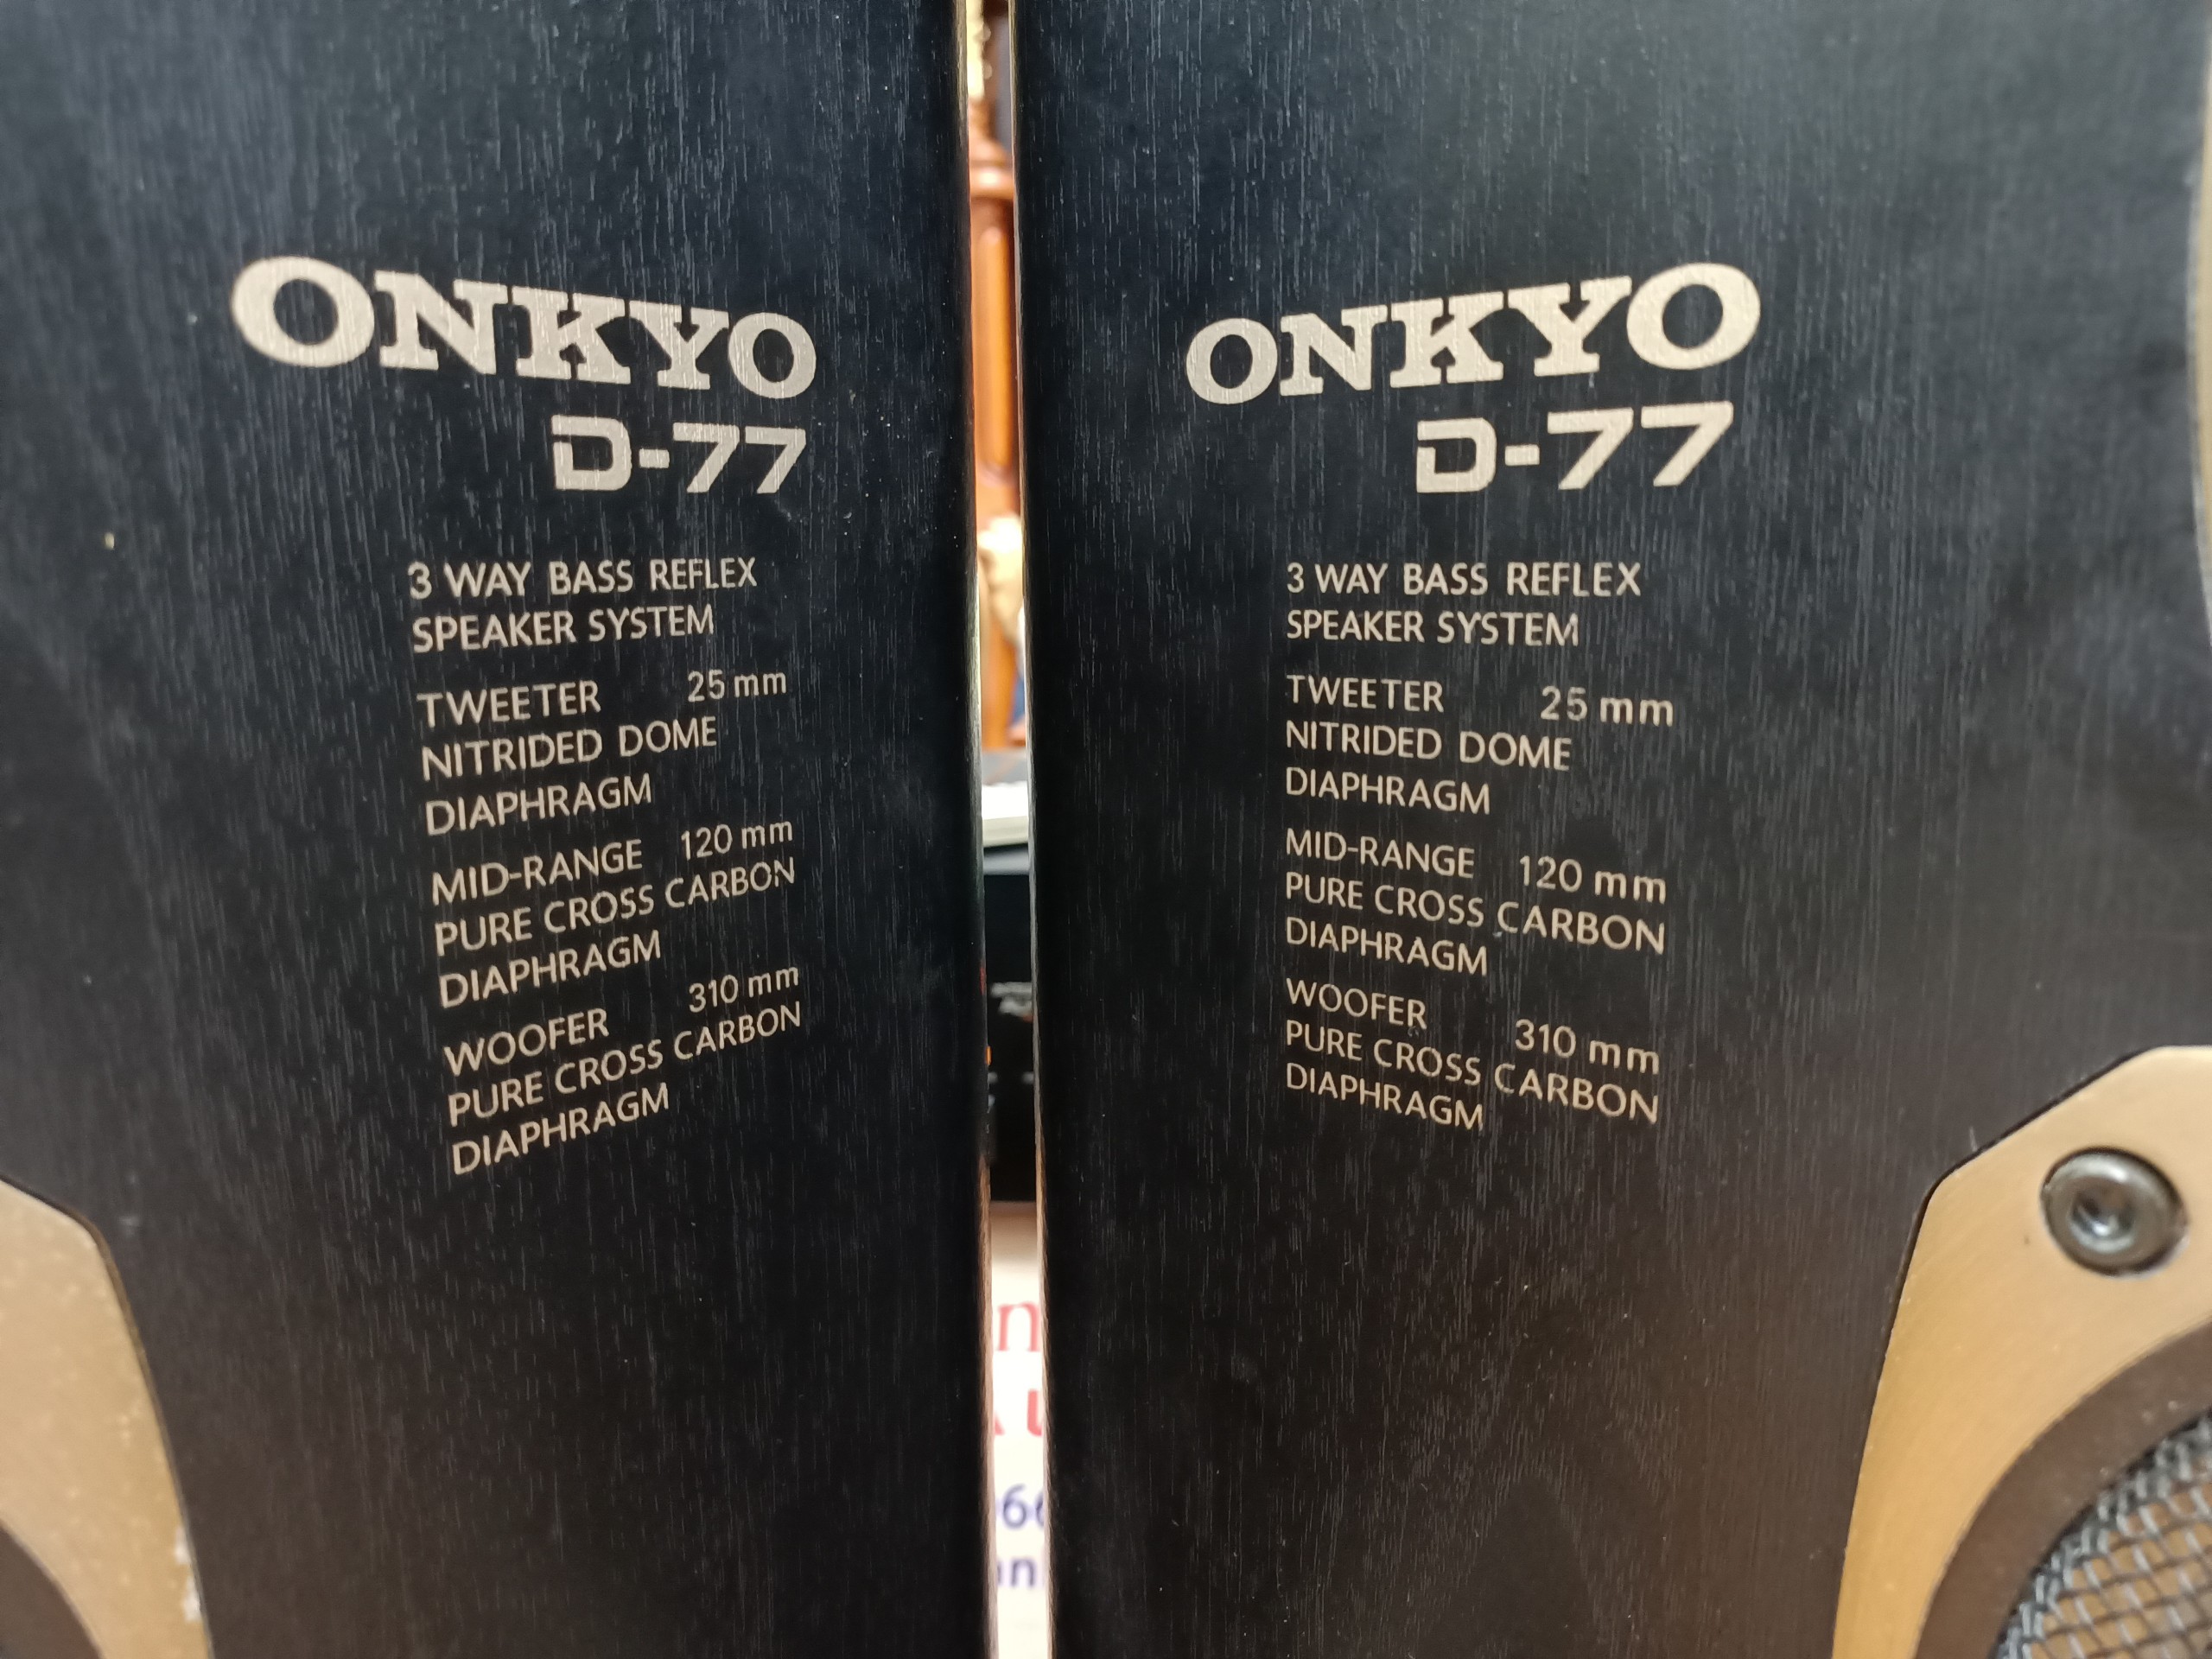 ONKYO
D-77
3 WAY BASS REFLEX
SPEAKER SYSTEM
TWEETER 25 mm
NITRIDED DOME
DIAPHRAGM
MID-RANGE 120 mm
PURE CROSS CARBON
DIAPHRAGM
WOOFER 310 mm
PURE CROSS CARBON
DIAPHRAGM
ONKYO
D-77
3 WAY BASS REFLEX
SPEAKER SYSTEM
TWEETER 25 mm
NITRIDED DOME
DIAPHRAGM
MID-RANGE 120 mm
PURE CROSS CARBON
DIAPHRAGM
WOOFER 310 mm
PURE CROSS CARBON
DIAPHRAGM